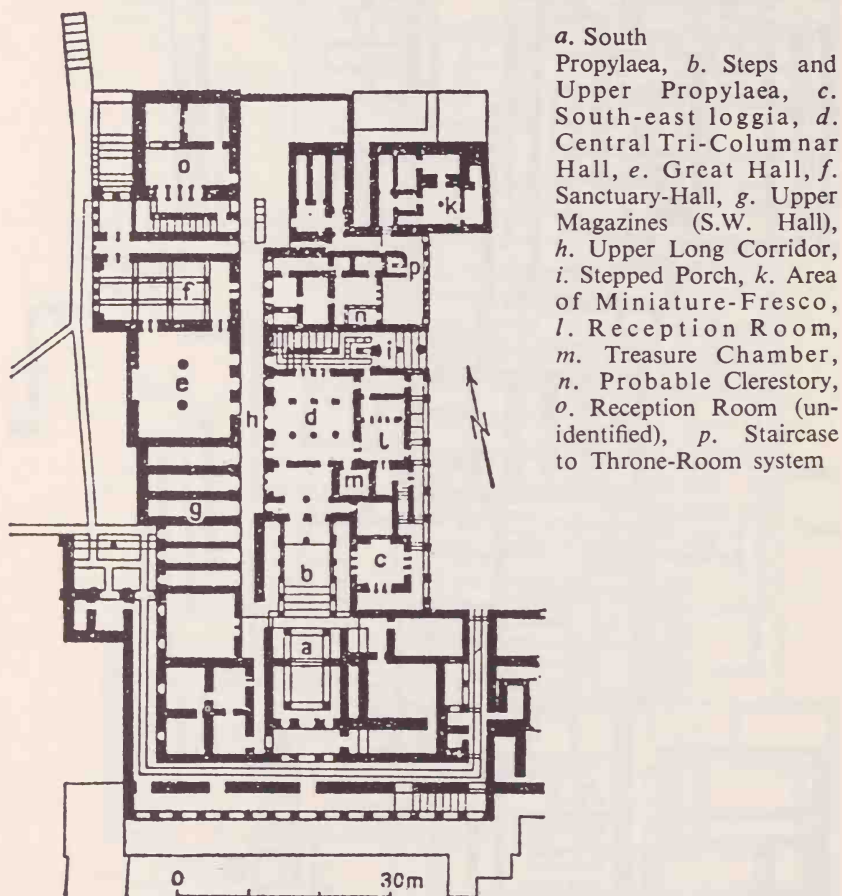 a. South
Propylaea, b. Steps and
Upper Propylaea, c.
South-east loggia, d.
Central Tri-Columnar
Hall, e. Great Hall, f.
Sanctuary-Hall, g. Upper
Magazines (S.W. Hall),
h. Upper Long Corridor,
i. Stepped Porch, k. Area
of Miniature-Fresco,
l. Reception Room,
m. Treasure Chamber,
n. Probable Clerestory,
o. Reception Room (un-
identified), p. Staircase
to Throne-Room system
o
k
p
f
n
i
e
d
h
l
m
g
c
b
a
0 30m